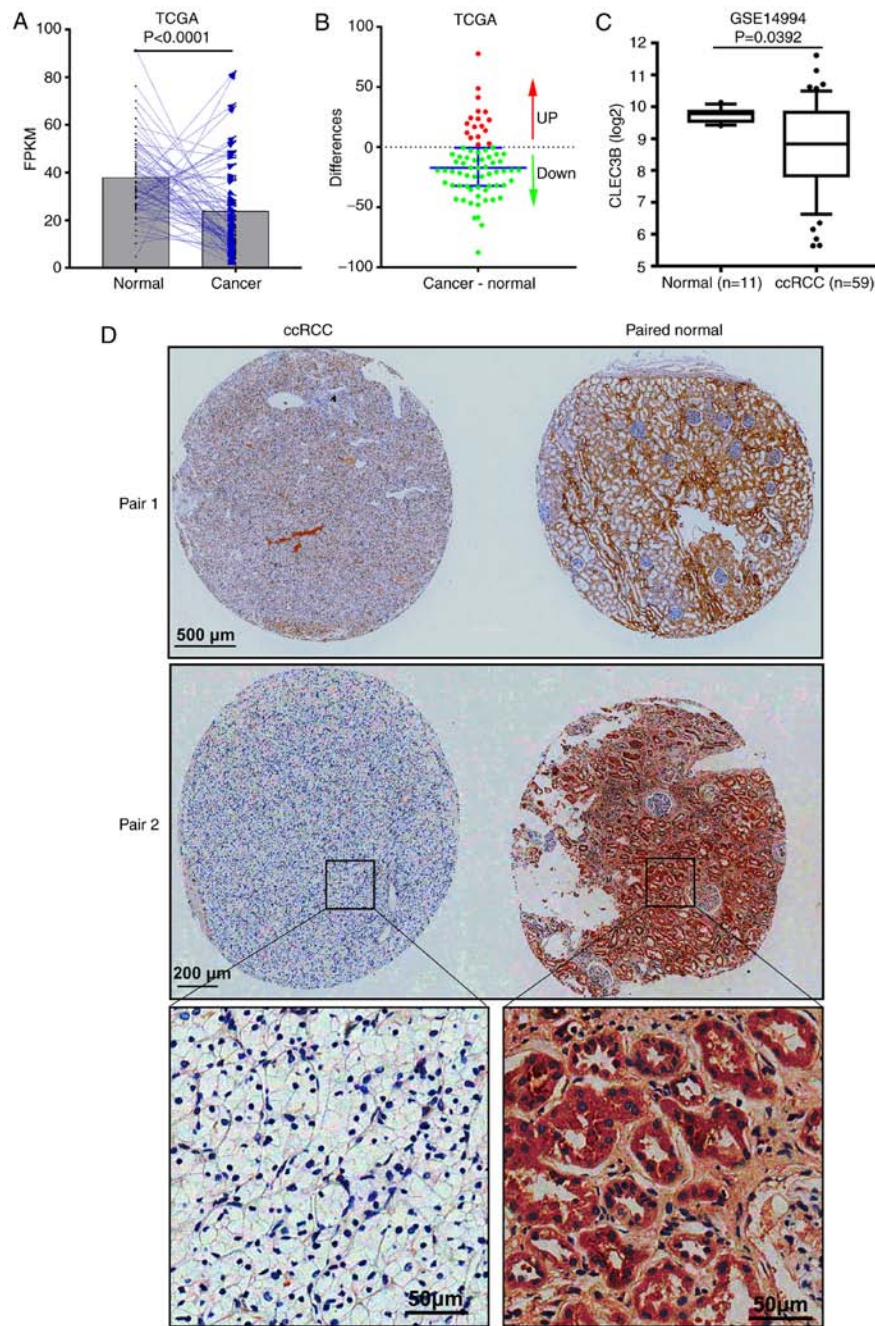 A
TCGA
P<0.0001
100
80
60
40
20
0
FPKM
Normal
Cancer
B
TCGA
100
50
0
−50
−100
Differences
UP
Down
Cancer - normal
C
GSE14994
P=0.0392
12
11
10
9
8
7
6
5
CLEC3B (log2)
Normal (n=11)
ccRCC (n=59)
D
ccRCC
Paired normal
Pair 1
500 µm
Pair 2
200 µm
50µm
50µm